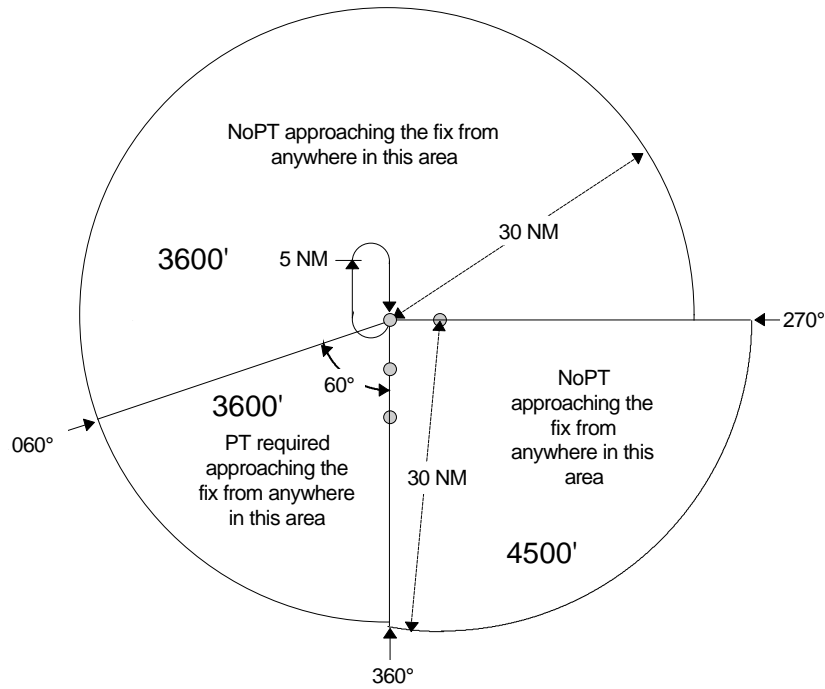 NoPT approaching the fix from
anywhere in this area
30 NM
3600'
5 NM
270°
60°
3600'
060°
PT required
approaching the
fix from anywhere
in this area
NoPT
approaching the
fix from
anywhere in this
area
30 NM
4500'
360°